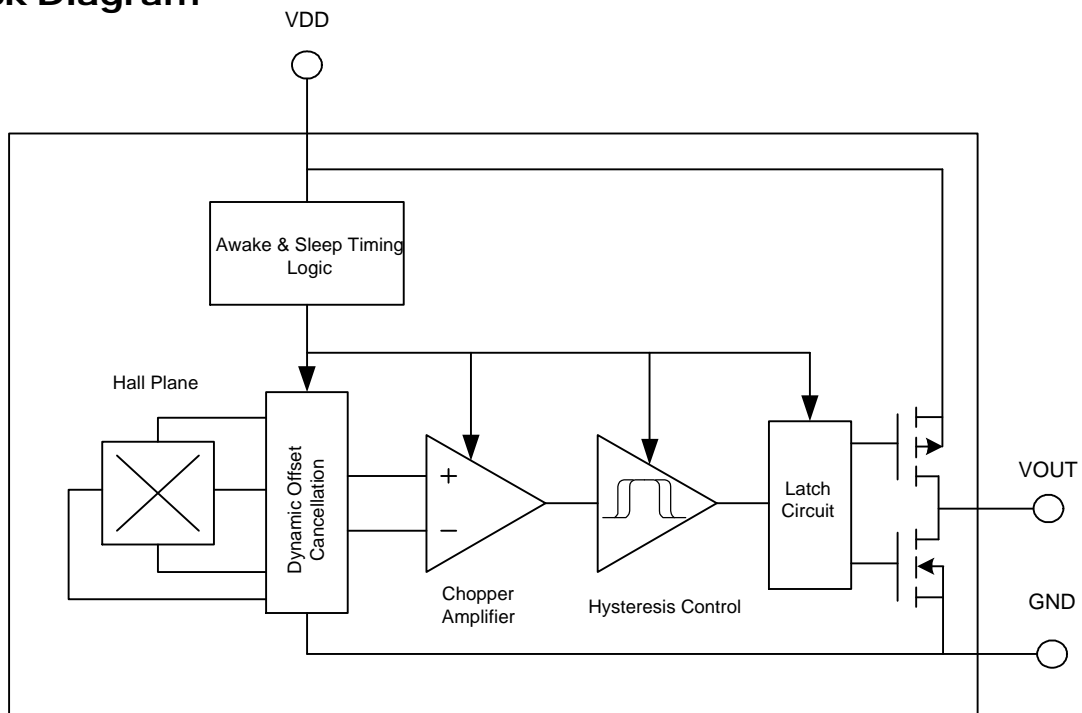 Diagram
VDD
Awake & Sleep Timing
Logic
Hall Plane
Dynamic Offset
Cancellation
+
−
Chopper
Amplifier
Hysteresis Control
Latch
Circuit
VOUT
GND